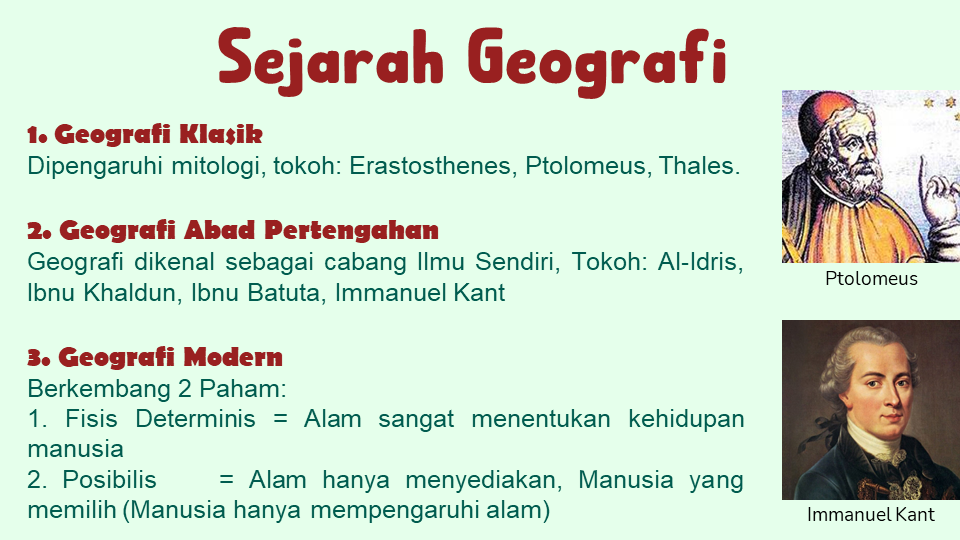 Sejarah Geografi
1. Geografi Klasik
Dipengaruhi mitologi, tokoh: Erastosthenes, Ptolomeus, Thales.
2. Geografi Abad Pertengahan
Geografi dikenal sebagai cabang Ilmu Sendiri, Tokoh: Al-Idris,
Ibnu Khaldun, Ibnu Batuta, Immanuel Kant
3. Geografi Modern
Berkembang 2 Paham:
1. Fisis Determinis = Alam sangat menentukan kehidupan
manusia
2. Posibilis = Alam hanya menyediakan, Manusia yang
memilih (Manusia hanya mempengaruhi alam)
Ptolomeus
Immanuel Kant